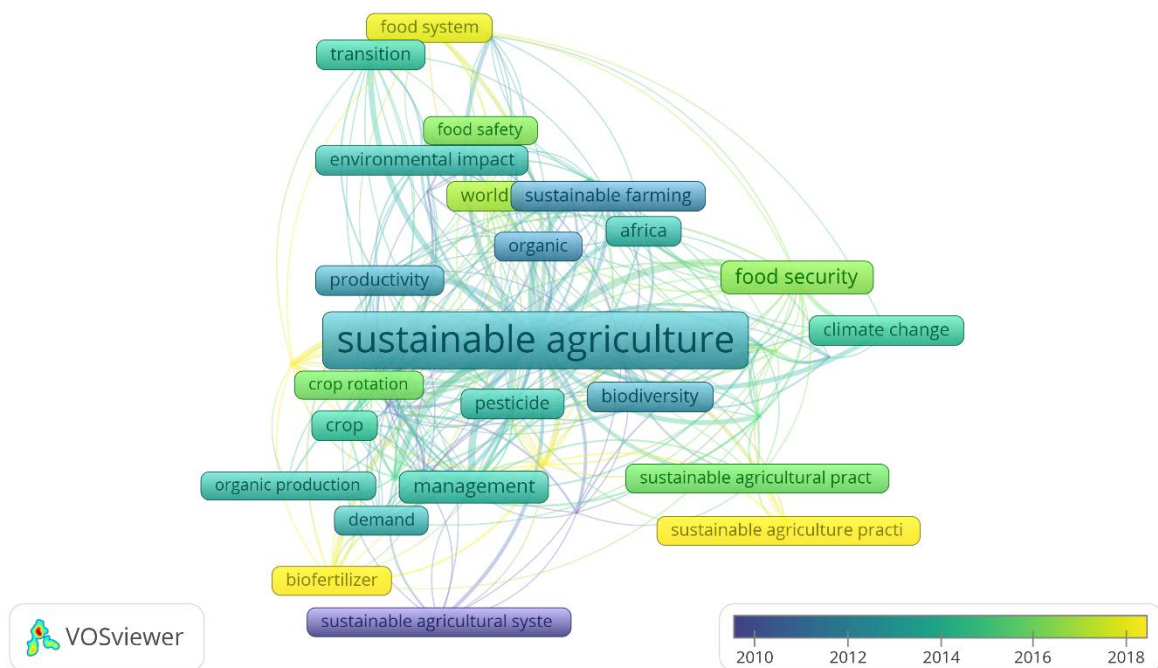 food system
transition
food safety
environmental impact
world
sustainable farming
africa
organic
food security
productivity
climate change
sustainable agriculture
crop rotation
biodiversity
pesticide
crop
sustainable agricultural pract
organic production
management
demand
sustainable agriculture practi
biofertilizer
sustainable agricultural syste
VOSviewer
2010
2012
2014
2016
2018